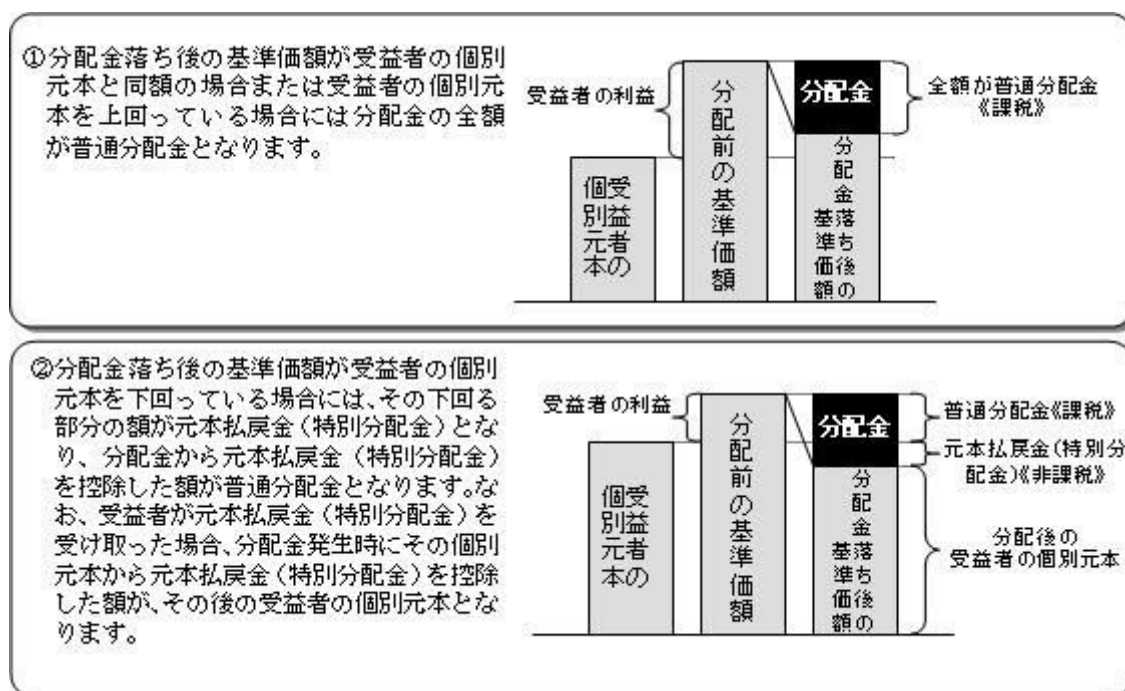 ①分配金落ち後の基準価額が受益者の個別
元本と同額の場合または受益者の個別元
本を上回っている場合には分配金の全額
が普通分配金となります。
受益者の利益
受益者の
個別元本
分配前の基準価額
分配金
分配金落ち後の
基準価額
全額が普通分配金
《課税》
②分配金落ち後の基準価額が受益者の個別
元本を下回っている場合には、その下回る
部分の額が元本払戻金（特別分配金）とな
り、分配金から元本払戻金（特別分配金）
を控除した額が普通分配金となります。な
お、受益者が元本払戻金（特別分配金）を
受け取った場合、分配金発生時にその個別
元本から元本払戻金（特別分配金）を控除
した額が、その後の受益者の個別元本とな
ります。
受益者の利益
受益者の
個別元本
分配前の基準価額
分配金
分配金落ち後の
基準価額
普通分配金《課税》
元本払戻金（特別分
配金）《非課税》
分配後の
受益者の個別元本